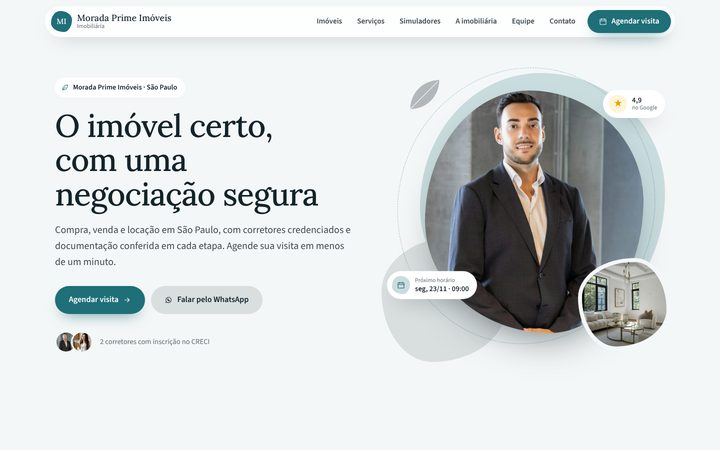 MI
Morada Prime Imóveis
Imobiliária
Imóveis
Serviços
Simuladores
A imobiliária
Equipe
Contato
Agendar visita
Morada Prime Imóveis · São Paulo
O imóvel certo,
com uma
negociação segura
Compra, venda e locação em São Paulo, com corretores credenciados e
documentação conferida em cada etapa. Agende sua visita em menos
de um minuto.
Agendar visita →
Falar pelo WhatsApp
2 corretores com inscrição no CRECI
4,9
no Google
Próximo horário
seg, 23/11 · 09:00